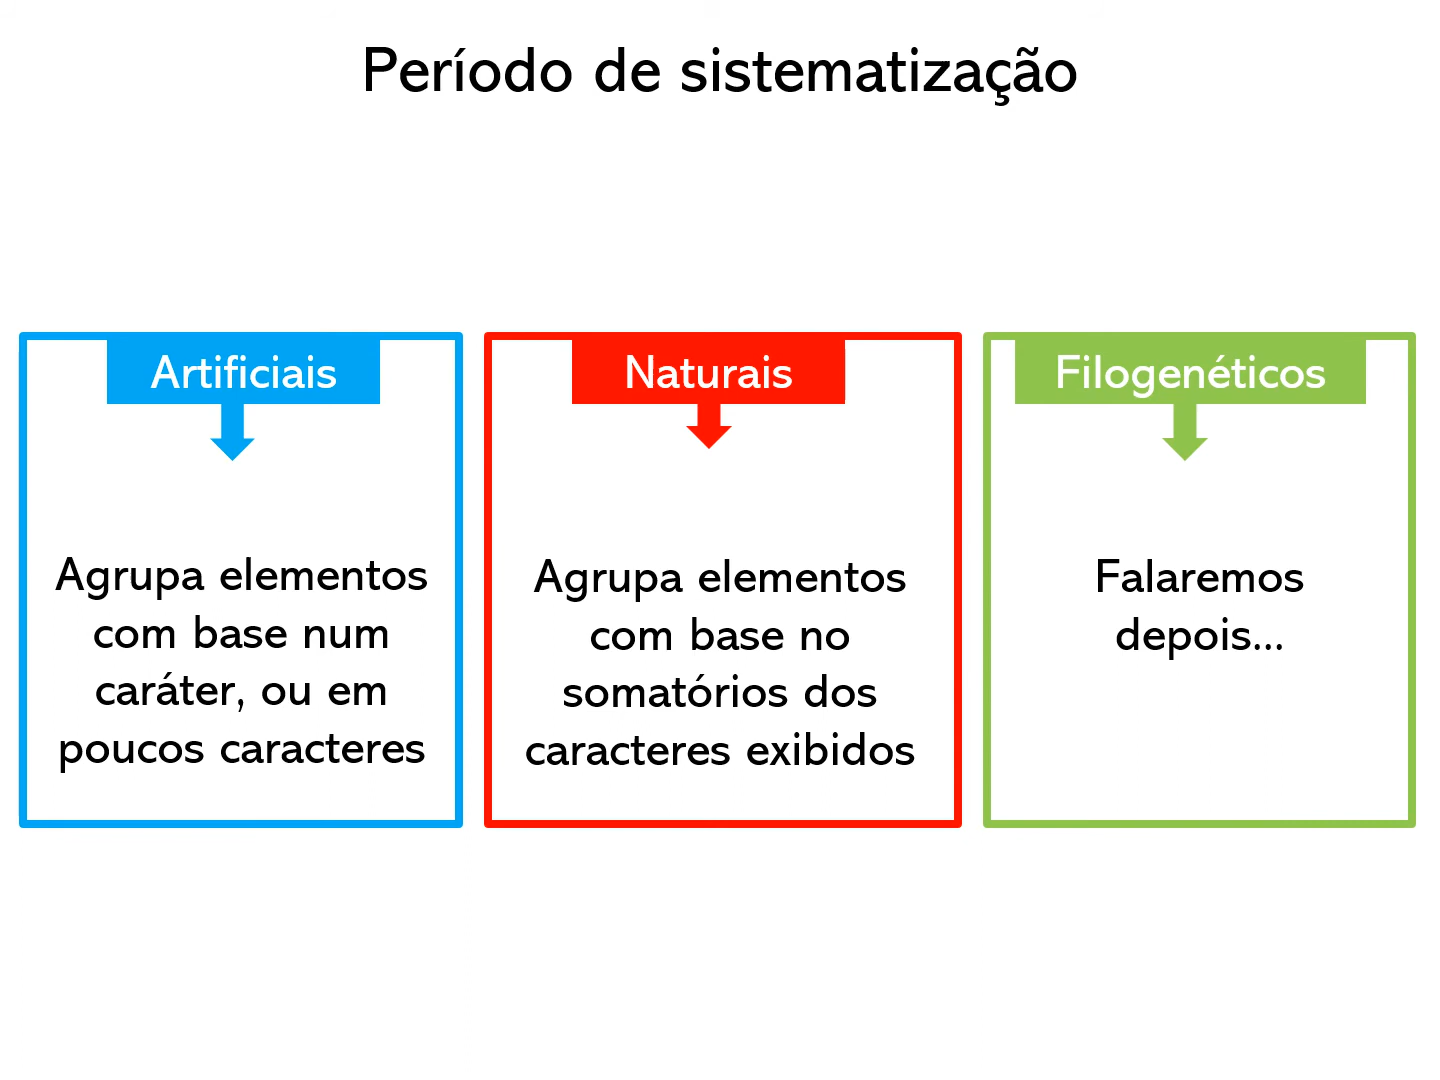 Período de sistematização
Artificiais
Agrupa elementos
com base num
caráter, ou em
poucos caracteres
Naturais
Agrupa elementos
com base no
somatórios dos
caracteres exibidos
Filogenéticos
Falaremos
depois...